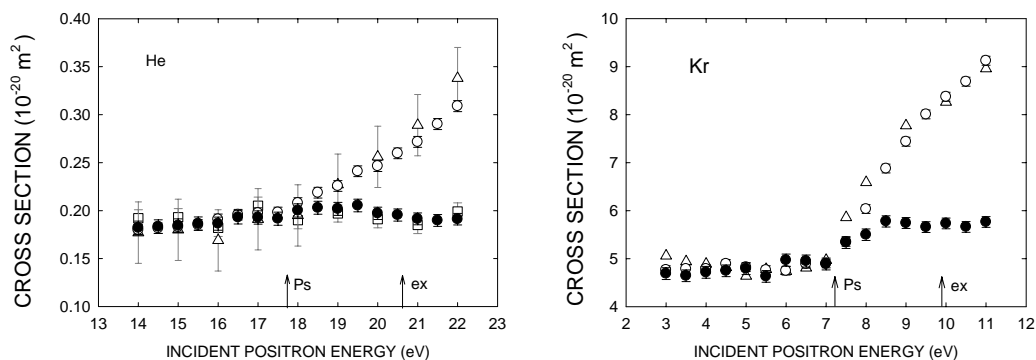 He
CROSS SECTION (10⁻²⁰ m²)
0.40
0.35
0.30
0.25
0.20
0.15
0.10
Ps
ex
13 14 15 16 17 18 19 20 21 22 23
INCIDENT POSITRON ENERGY (eV)
Kr
CROSS SECTION (10⁻²⁰ m²)
10
9
8
7
6
5
4
Ps
ex
2 3 4 5 6 7 8 9 10 11 12
INCIDENT POSITRON ENERGY (eV)